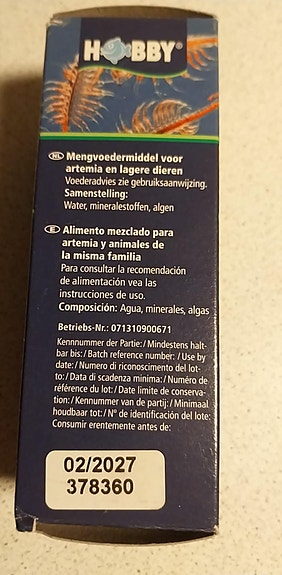 HOBBY®
NL Mengvoedermiddel voor
artemia en lagere dieren
Voederadvies zie gebruiksaanwijzing.
Samenstelling:
Water, mineralestoffen, algen
E Alimento mezclado para
artemia y animales de
la misma familia
Para consultar la recomendación
de alimentación vea las
instrucciones de uso.
Composición: Agua, minerales, algas
Betriebs-Nr.: 071310900671
Kennnummer der Partie: / Mindestens halt-
bar bis: / Batch reference number: / Use by
date: / Numero di riconoscimento del lot-
to: / Data di scadenza minima: / Numéro de
référence du lot: / Date limite de conserva-
tion: / Kennummer van de partij: / Minimaal
houdbaar tot: / N° de identificación del lote:
Consumir erentemente antes de:
02/2027
378360